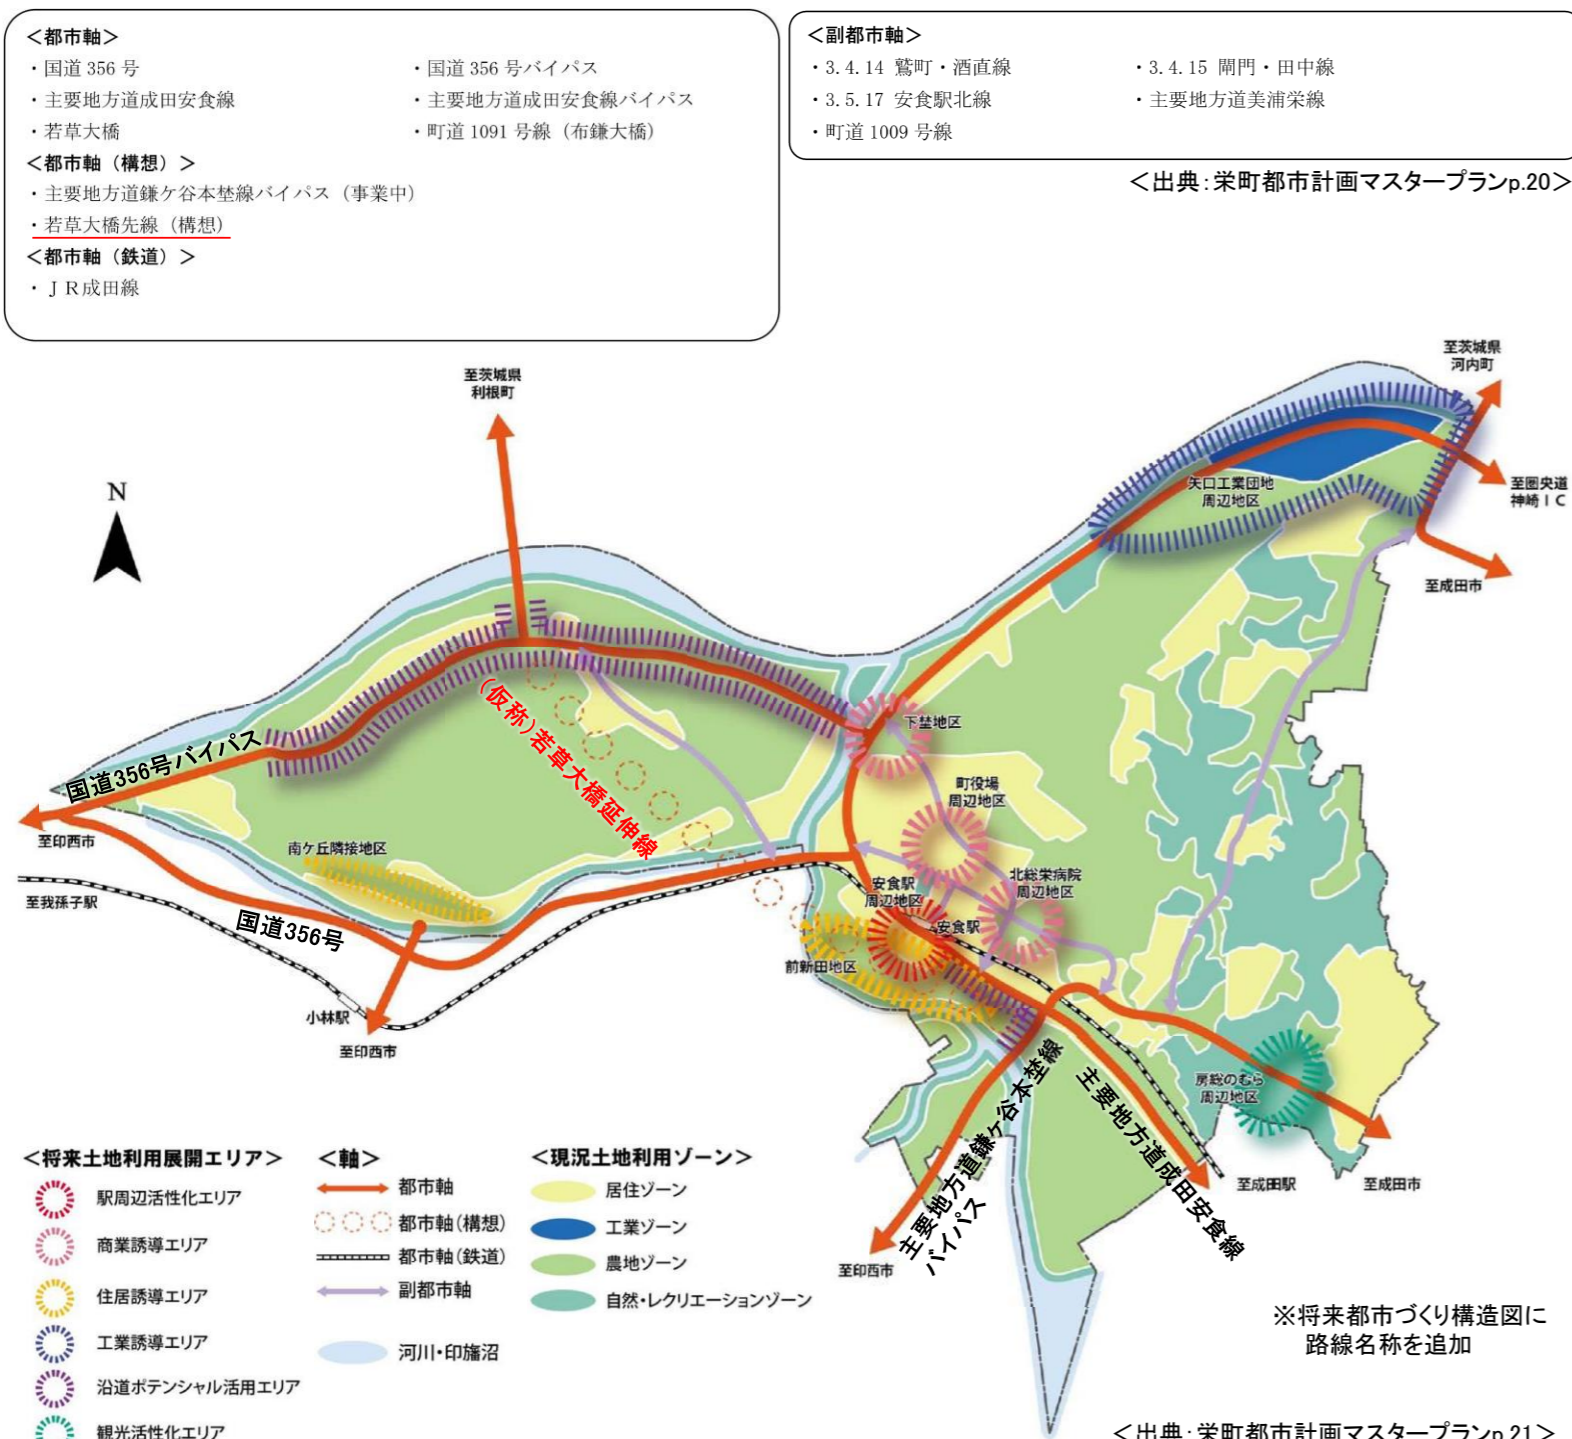 ＜都市軸＞
・国道 356 号
・国道 356 号バイパス
・主要地方道成田安食線
・主要地方道成田安食線バイパス
・若草大橋
・町道 1091 号線（布鎌大橋）
＜都市軸（構想）＞
・主要地方道鎌ケ谷本埜線バイパス（事業中）
・若草大橋先線（構想）
＜都市軸（鉄道）＞
・ＪＲ成田線
＜副都市軸＞
・3.4.14 鷲町・酒直線
・3.4.15 閘門・田中線
・3.5.17 安食駅北線
・主要地方道美浦栄線
・町道 1009 号線
＜出典：栄町都市計画マスタープランp.20＞
至茨城県
利根町
至茨城県
河内町
N
矢口工業団地
周辺地区
至圏央道
神崎ＩＣ
至成田市
国道356号バイパス
(仮称)若草大橋延伸線
下埜地区
町役場
周辺地区
至印西市
南ケ丘隣接地区
北総栄病院
周辺地区
安食駅
周辺地区
安食駅
至我孫子駅
国道356号
前新田地区
小林駅
至印西市
房総のむら
周辺地区
主要地方道鎌ケ谷本埜線
バイパス
主要地方道成田安食線
至成田駅
至成田市
至印西市
＜将来土地利用展開エリア＞
駅周辺活性化エリア
商業誘導エリア
住居誘導エリア
工業誘導エリア
沿道ポテンシャル活用エリア
観光活性化エリア
＜軸＞
都市軸
都市軸(構想)
都市軸(鉄道)
副都市軸
河川・印旛沼
＜現況土地利用ゾーン＞
居住ゾーン
工業ゾーン
農地ゾーン
自然・レクリエーションゾーン
※将来都市づくり構造図に
路線名称を追加
＜出典：栄町都市計画マスタープランp.21＞